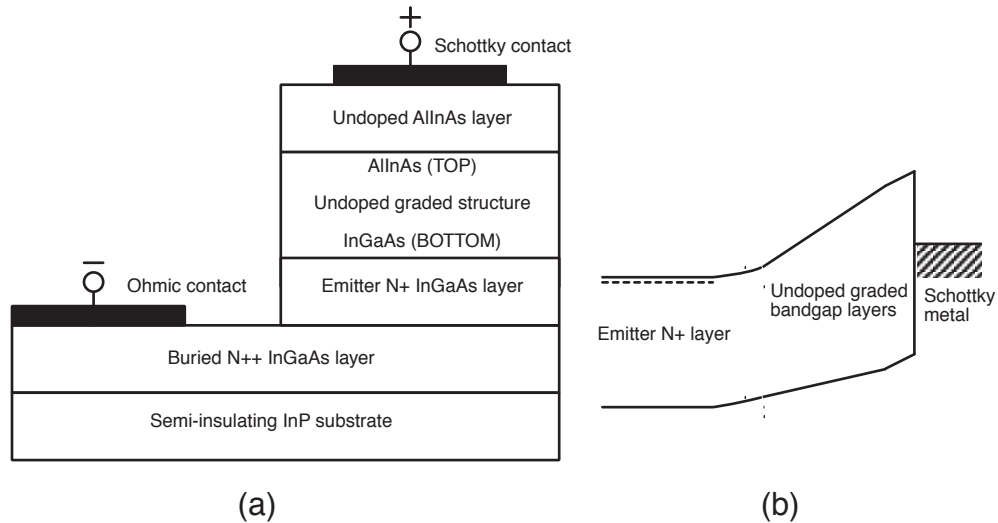 +
Schottky contact
Undoped AlInAs layer
AlInAs (TOP)
Undoped graded structure
InGaAs (BOTTOM)
−
Ohmic contact
Emitter N+ InGaAs layer
Buried N++ InGaAs layer
Semi-insulating InP substrate
(a)
Undoped graded
bandgap layers
Schottky
metal
Emitter N+ layer
(b)